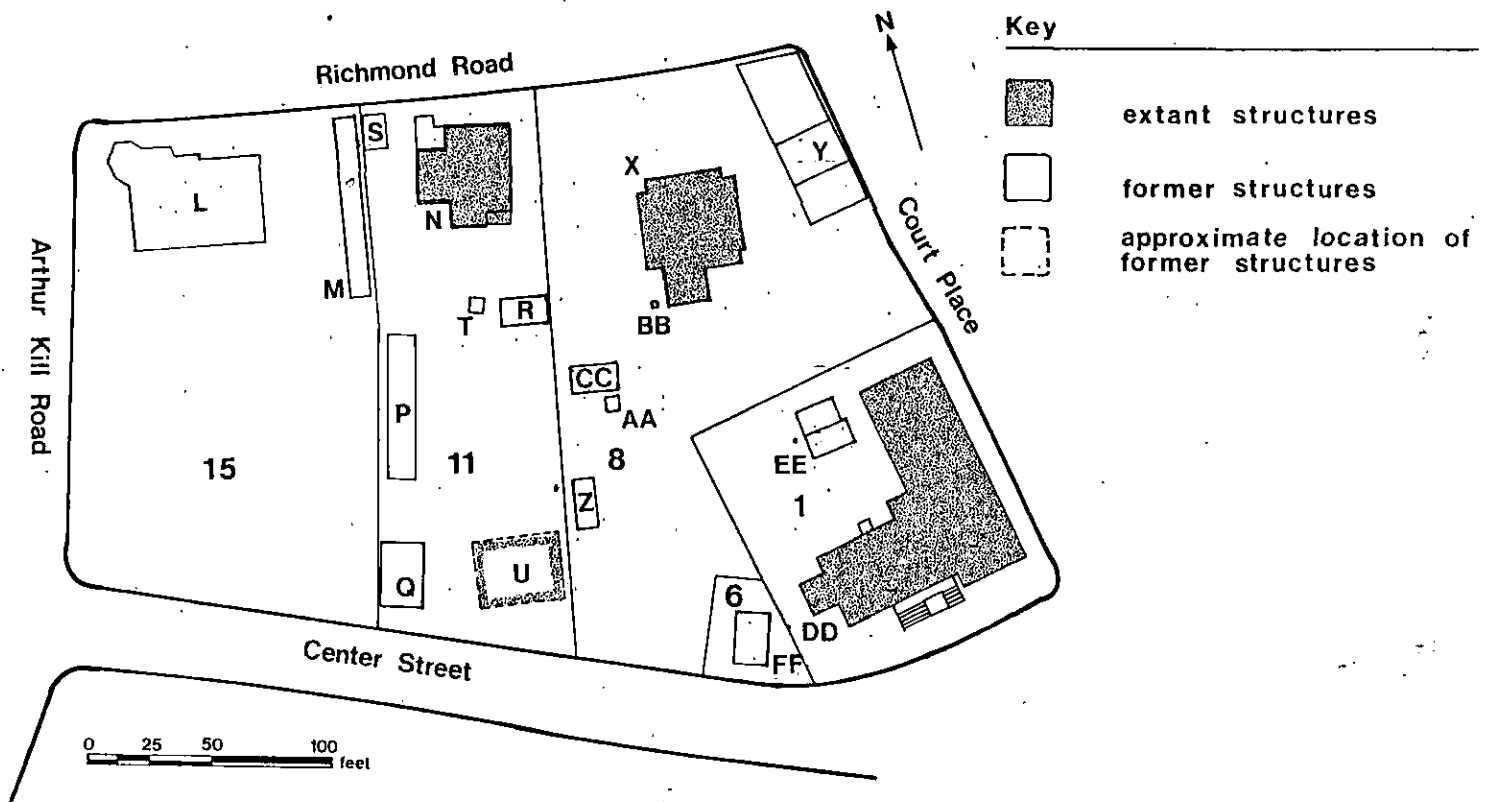 Richmond Road
N
Key
extant structures
former structures
approximate location of
former structures
Arthur Kill Road
Court Place
Center Street
L
M
S
N
T
R
P
Q
U
X
Y
BB
CC
AA
Z
EE
DD
FF
15
11
8
1
6
0 25 50 100
feet